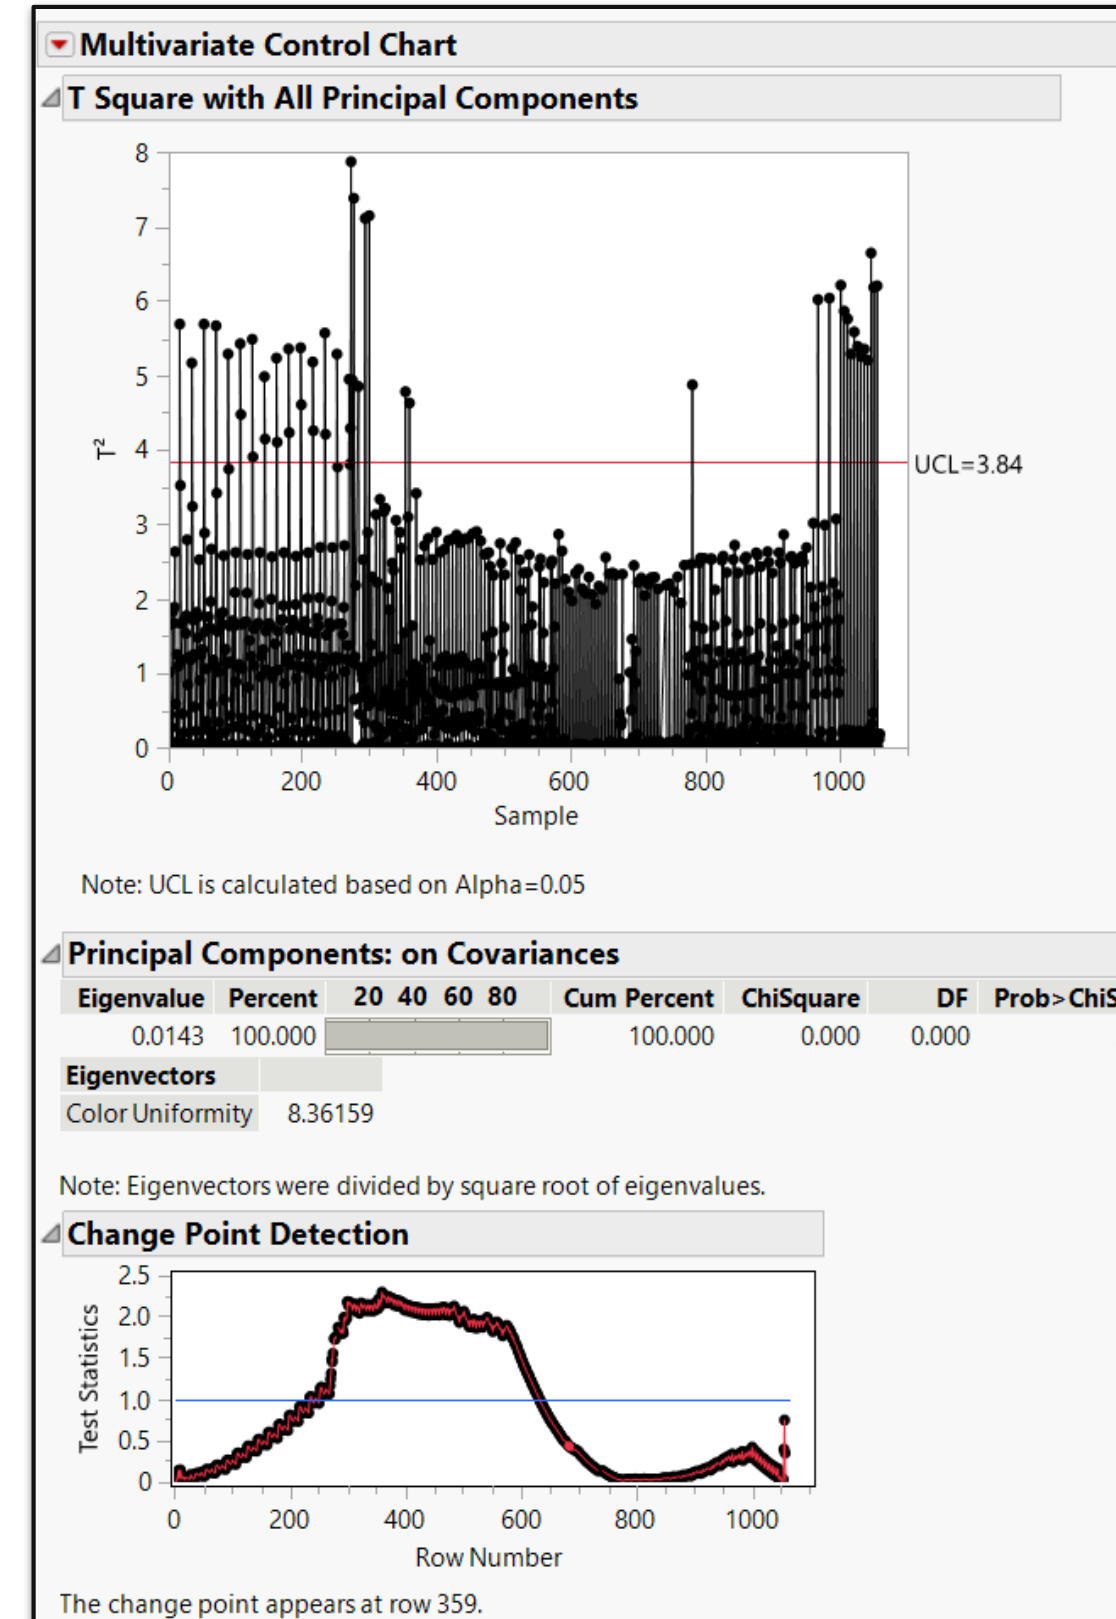 Multivariate Control Chart
T Square with All Principal Components
8
7
6
5
4
3
2
1
0
T²
UCL=3.84
0 200 400 600 800 1000
Sample
Note: UCL is calculated based on Alpha=0.05
Principal Components: on Covariances
Eigenvalue Percent 20 40 60 80 Cum Percent ChiSquare DF Prob>ChiS
0.0143 100.000 100.000 0.000 0.000
Eigenvectors
Color Uniformity 8.36159
Note: Eigenvectors were divided by square root of eigenvalues.
Change Point Detection
2.5
2.0
1.5
1.0
0.5
0
Test Statistics
0 200 400 600 800 1000
Row Number
The change point appears at row 359.